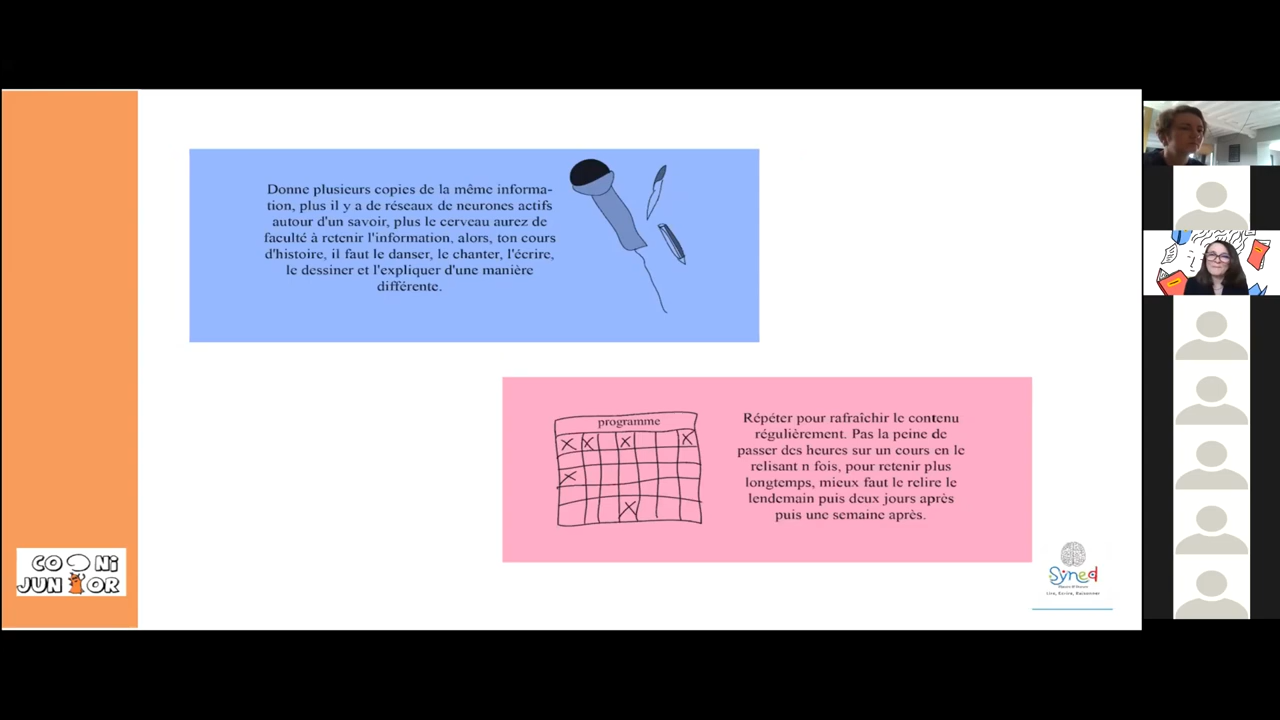 Donne plusieurs copies de la même informa-
tion, plus il y a de réseaux de neurones actifs
autour d'un savoir, plus le cerveau aurez de
faculté à retenir l'information, alors, ton cours
d'histoire, il faut le danser, le chanter, l'écrire,
le dessiner et l'expliquer d'une manière
différente.
programme
Répéter pour rafraîchir le contenu
régulièrement. Pas la peine de
passer des heures sur un cours en le
relisant n fois, pour retenir plus
longtemps, mieux faut le relire le
lendemain puis deux jours après
puis une semaine après.
CO NI
JUNIOR
Syned
Lire, Ecrire, Raisonner